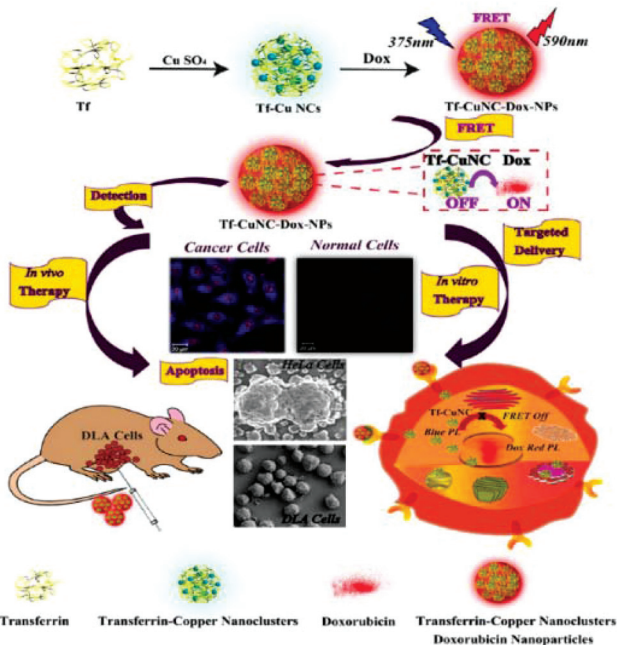 FRET
375nm
590nm
Cu SO₄
Dox
Tf
Tf-Cu NCs
Tf-CuNC-Dox-NPs
FRET
Tf-CuNC Dox
OFF ON
Tf-CuNC-Dox-NPs
Detection
Targeted
Delivery
Cancer Cells
Normal Cells
In vivo
Therapy
In vitro
Therapy
Apoptosis
HeLa Cells
DLA Cells
DLA Cells
Tf-CuNC
X
FRET Off
Blue PL
Dox Red PL
Transferrin
Transferrin-Copper Nanoclusters
Doxorubicin
Transferrin-Copper Nanoclusters
Doxorubicin Nanoparticles